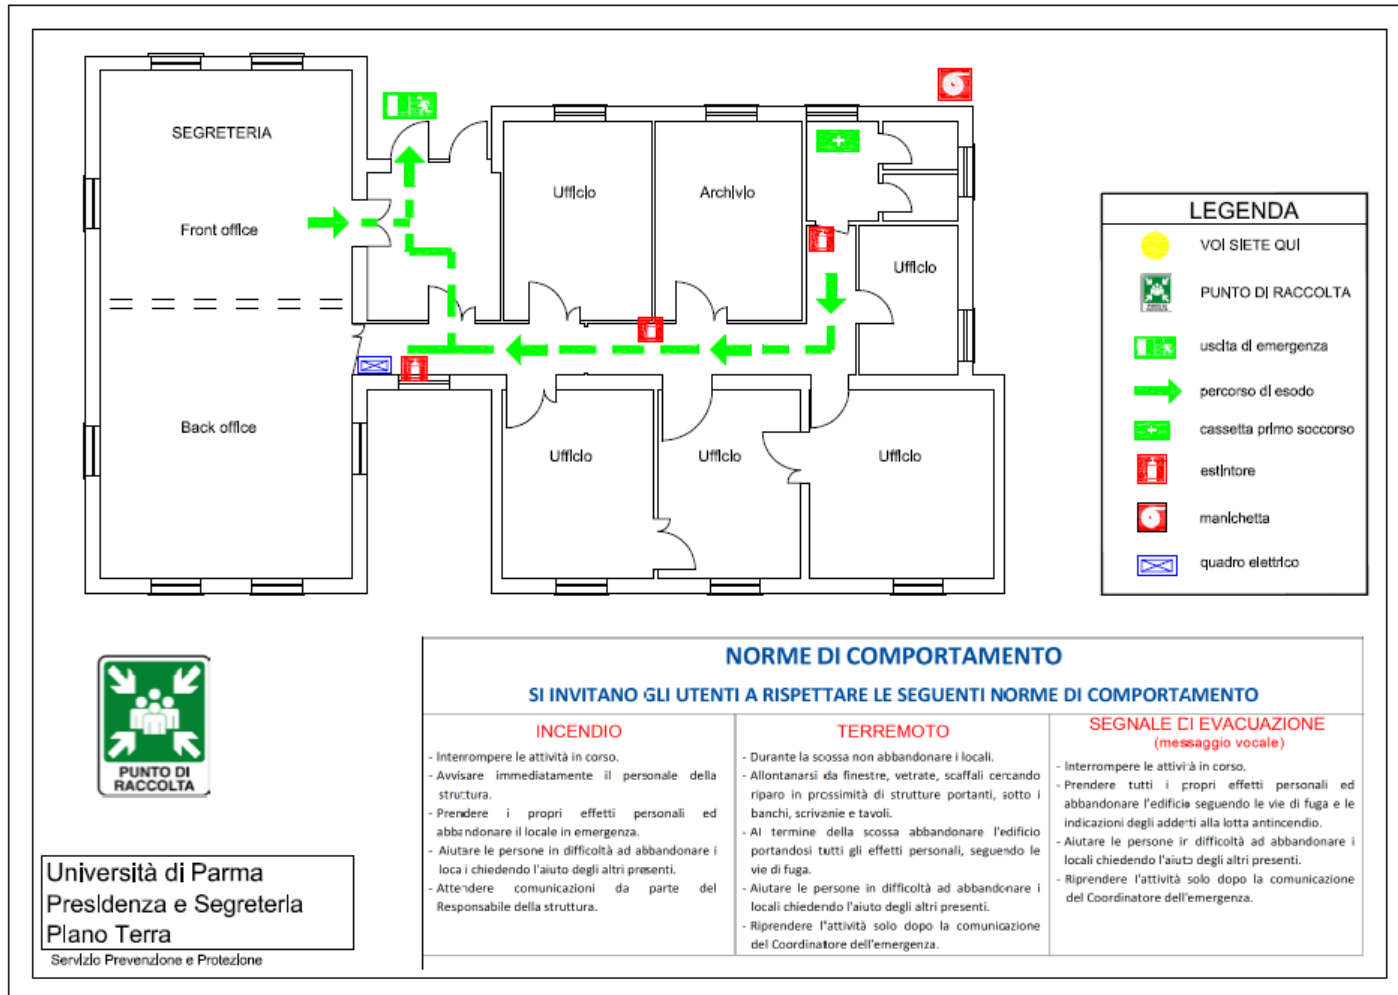 SEGRETERIA
Front office
Back office
Ufficio
Archivio
Ufficio
Ufficio
Ufficio
Ufficio
LEGENDA
VOI SIETE QUI
PUNTO DI RACCOLTA
uscita di emergenza
percorso di esodo
cassetta primo soccorso
estintore
manichetta
quadro elettrico
PUNTO DI
RACCOLTA
Università di Parma
Presidenza e Segreteria
Piano Terra
Servizio Prevenzione e Protezione
NORME DI COMPORTAMENTO
SI INVITANO GLI UTENTI A RISPETTARE LE SEGUENTI NORME DI COMPORTAMENTO
INCENDIO
- Interrompere le attività in corso.
- Avvisare immediatamente il personale della
struttura.
- Prendere i propri effetti personali ed
abbandonare il locale in emergenza.
- Aiutare le persone in difficoltà ad abbandonare i
locali chiedendo l'aiuto degli altri presenti.
- Attendere comunicazioni da parte del
Responsabile della struttura.
TERREMOTO
- Durante la scossa non abbandonare i locali.
- Allontanarsi da finestre, vetrate, scaffali cercando
riparo in prossimità di strutture portanti, sotto i
banchi, scrivanie e tavoli.
- Al termine della scossa abbandonare l'edificio
portandosi tutti gli effetti personali, seguendo le
vie di fuga.
- Aiutare le persone in difficoltà ad abbandonare i
locali chiedendo l'aiuto degli altri presenti.
- Riprendere l'attività solo dopo la comunicazione
del Coordinatore dell'emergenza.
SEGNALE DI EVACUAZIONE
(messaggio vocale)
- Interrompere le attività in corso.
- Prendere tutti i propri effetti personali ed
abbandonare l'edificio seguendo le vie di fuga e le
indicazioni degli addetti alla lotta antincendio.
- Aiutare le persone in difficoltà ad abbandonare i
locali chiedendo l'aiuto degli altri presenti.
- Riprendere l'attività solo dopo la comunicazione
del Coordinatore dell'emergenza.